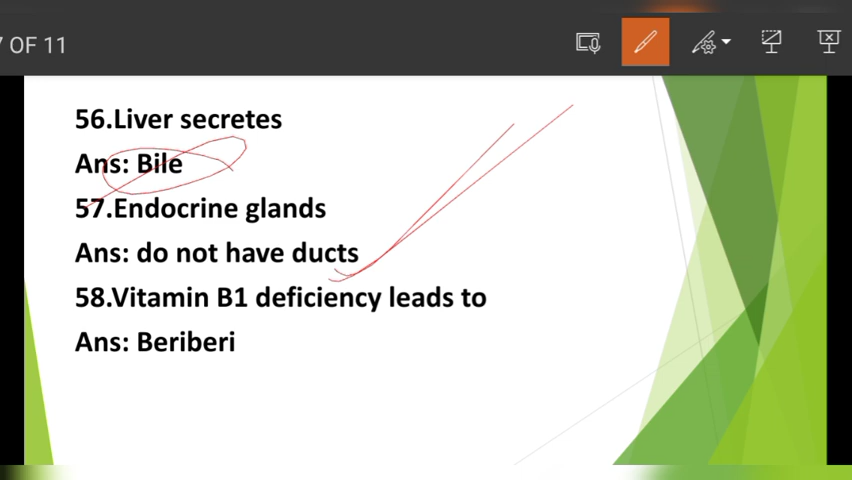 7 OF 11
56.Liver secretes
Ans: Bile
57.Endocrine glands
Ans: do not have ducts
58.Vitamin B1 deficiency leads to
Ans: Beriberi